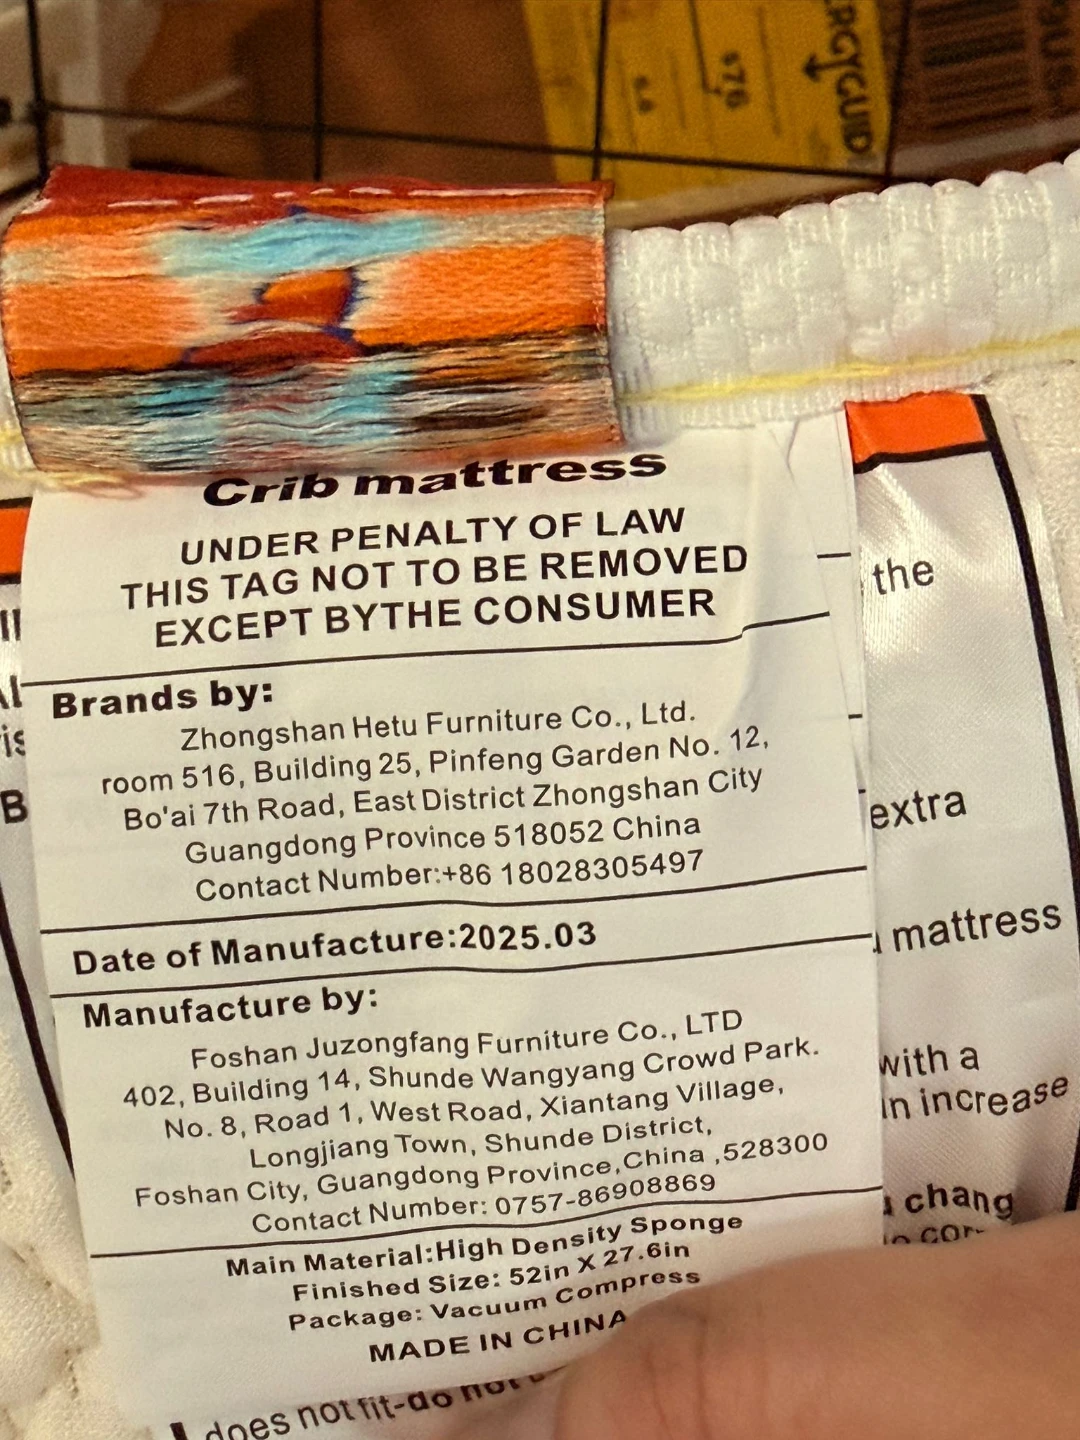 ERGYGUID
$76
Crib mattress
UNDER PENALTY OF LAW
THIS TAG NOT TO BE REMOVED
EXCEPT BYTHE CONSUMER
Brands by:
Zhongshan Hetu Furniture Co., Ltd.
room 516, Building 25, Pinfeng Garden No. 12,
Bo'ai 7th Road, East District Zhongshan City
Guangdong Province 518052 China
Contact Number:+86 18028305497
Date of Manufacture:2025.03
Manufacture by:
Foshan Juzongfang Furniture Co., LTD
402, Building 14, Shunde Wangyang Crowd Park.
No. 8, Road 1, West Road, Xiantang Village,
Longjiang Town, Shunde District,
Foshan City, Guangdong Province,China ,528300
Contact Number: 0757-86908869
Main Material:High Density Sponge
Finished Size: 52in X 27.6in
Package: Vacuum Compress
MADE IN CHINA
the
extra
mattress
with a
in increase
chang
does not fit-do not